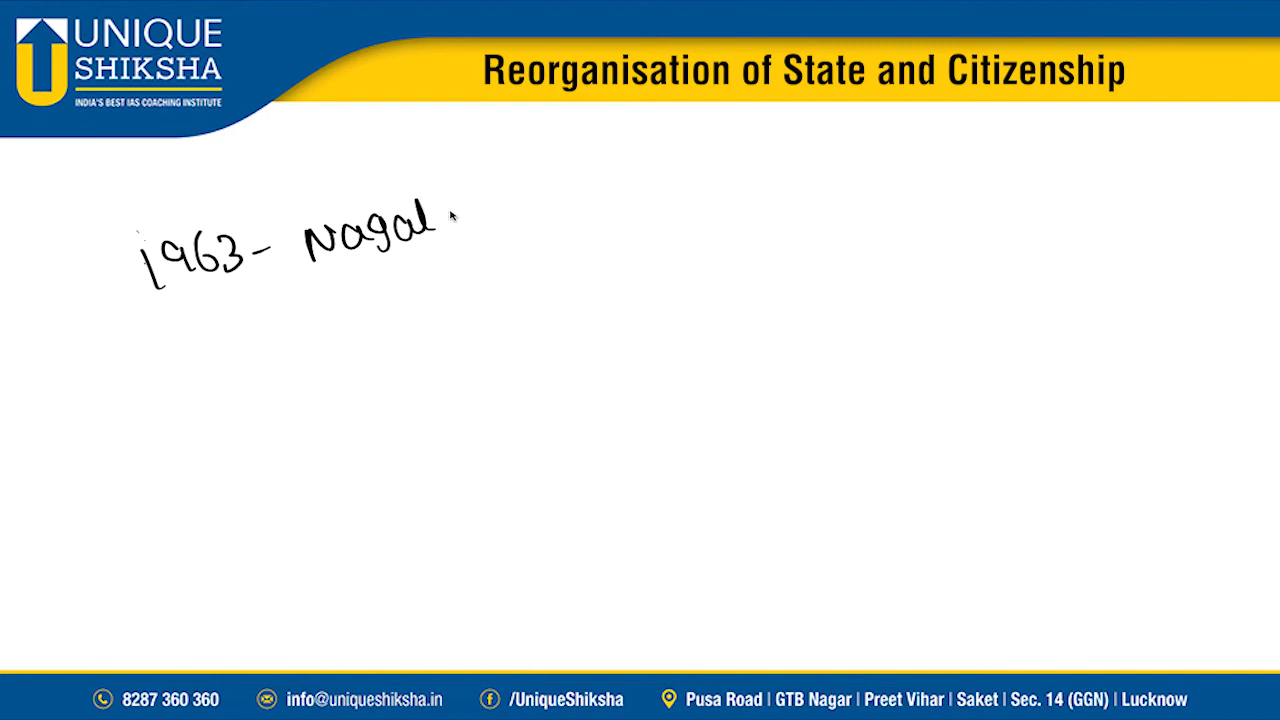 UNIQUE
SHIKSHA
INDIA'S BEST IAS COACHING INSTITUTE
Reorganisation of State and Citizenship
1963- Nagal
8287 360 360
info@uniqueshiksha.in
/UniqueShiksha
Pusa Road | GTB Nagar | Preet Vihar | Saket | Sec. 14 (GGN) | Lucknow